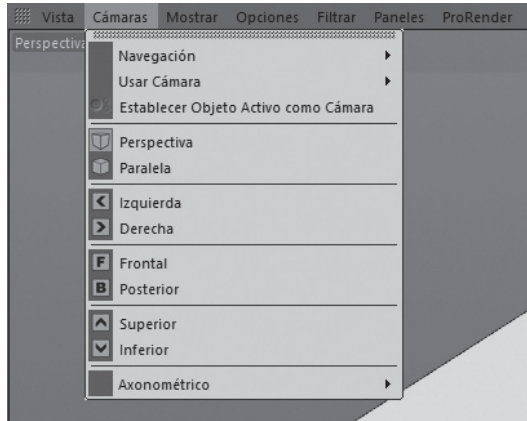 Vista Cámaras Mostrar Opciones Filtrar Paneles ProRender
Perspectiva
Navegación
Usar Cámara
Establecer Objeto Activo como Cámara
Perspectiva
Paralela
Izquierda
Derecha
F Frontal
B Posterior
Superior
Inferior
Axonométrico